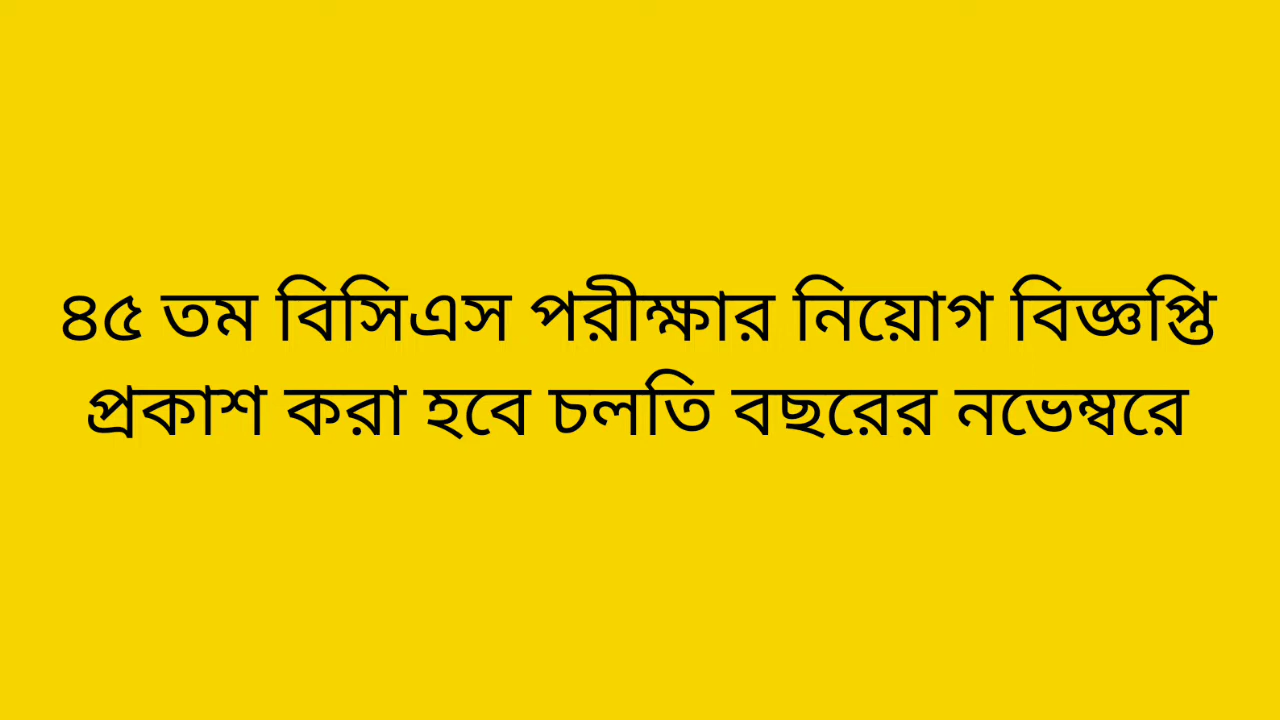 ৪৫ তম বিসিএস পরীক্ষার নিয়োগ বিজ্ঞপ্তি
প্রকাশ করা হবে চলতি বছরের নভেম্বরে